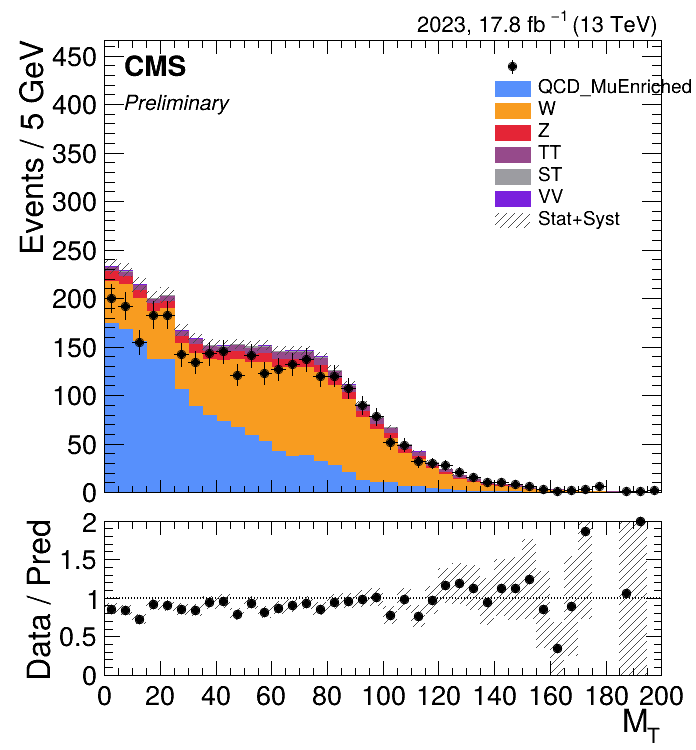 2023, 17.8 fb⁻¹ (13 TeV)
CMS
Preliminary
QCD_MuEnriched
W
Z
TT
ST
VV
Stat+Syst
Events / 5 GeV
450
400
350
300
250
200
150
100
50
0
Data / Pred
2
1.5
1
0.5
0
0 20 40 60 80 100 120 140 160 180 200
M_T